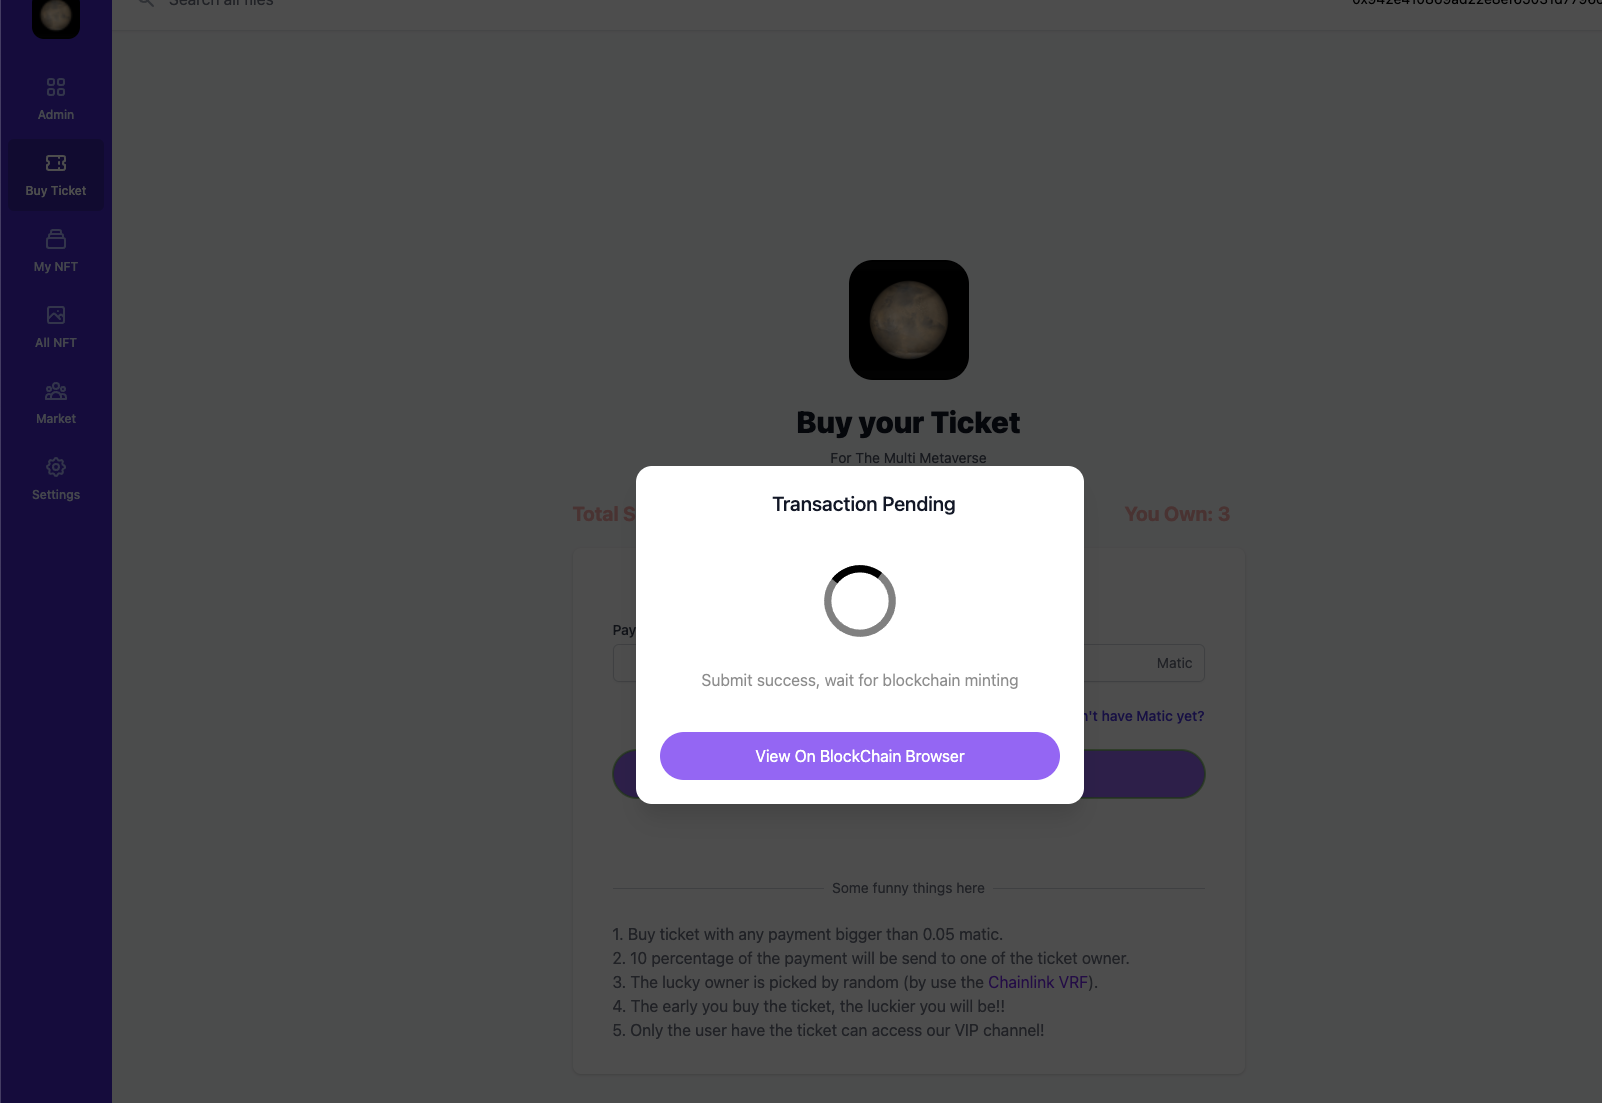 Search all files
Admin
Buy Ticket
My NFT
All NFT
Market
Settings
Buy your Ticket
For The Multi Metaverse
Total
You Own: 3
Transaction Pending
Submit success, wait for blockchain minting
View On BlockChain Browser
Pay
Matic
have Matic yet?
Some funny things here
1. Buy ticket with any payment bigger than 0.05 matic.
2. 10 percentage of the payment will be send to one of the ticket owner.
3. The lucky owner is picked by random (by use the Chainlink VRF).
4. The early you buy the ticket, the luckier you will be!!
5. Only the user have the ticket can access our VIP channel!